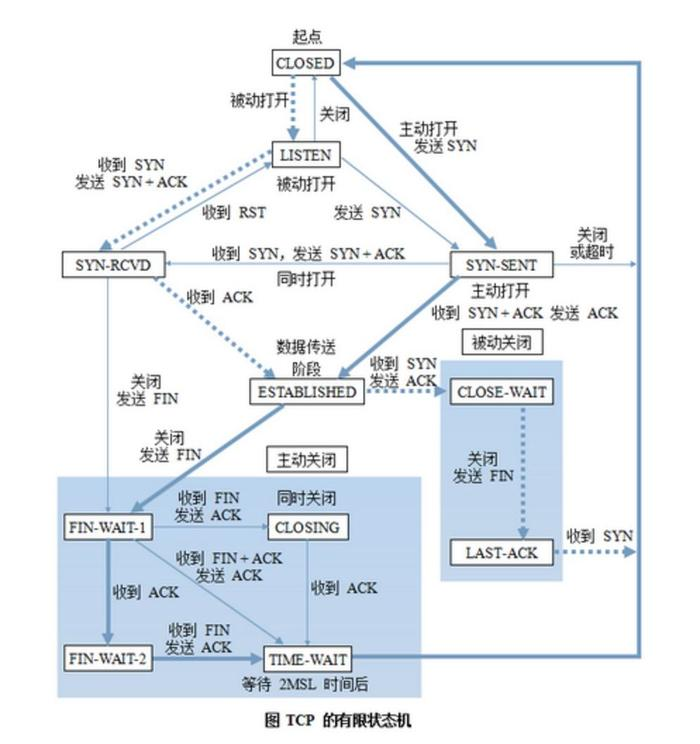 起点
CLOSED
被动打开
关闭
主动打开
发送 SYN
LISTEN
被动打开
收到 SYN
发送 SYN+ACK
收到 RST
发送 SYN
SYN-RCVD
收到 SYN，发送 SYN+ACK
同时打开
SYN-SENT
关闭
或超时
主动打开
收到 SYN+ACK 发送 ACK
收到 ACK
数据传送
阶段
ESTABLISHED
收到 SYN
发送 ACK
被动关闭
CLOSE-WAIT
关闭
发送 FIN
关闭
发送 FIN
主动关闭
关闭
发送 FIN
FIN-WAIT-1
收到 FIN
发送 ACK
同时关闭
CLOSING
LAST-ACK
收到 SYN
收到 ACK
收到 FIN+ACK
发送 ACK
收到 ACK
FIN-WAIT-2
收到 FIN
发送 ACK
TIME-WAIT
等待 2MSL 时间后
图 TCP 的有限状态机